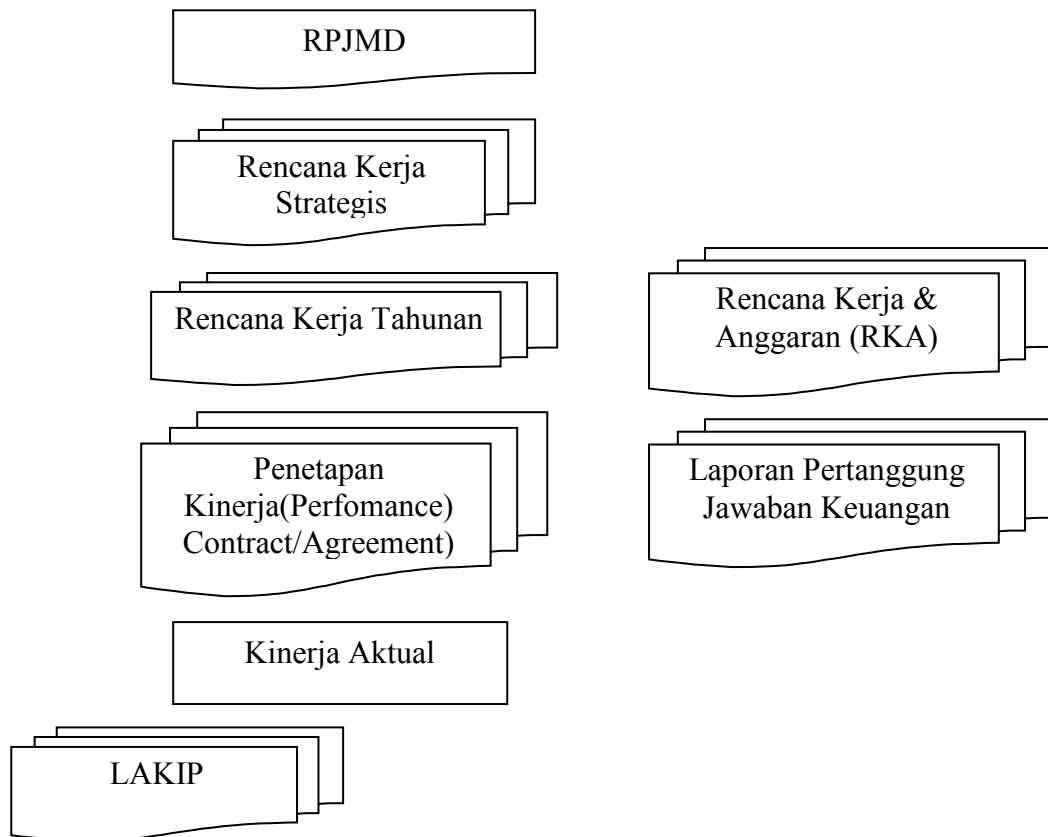 RPJMD
Rencana Kerja
Strategis
Rencana Kerja Tahunan
Rencana Kerja &
Anggaran (RKA)
Penetapan
Kinerja(Perfomance)
Contract/Agreement)
Laporan Pertanggung
Jawaban Keuangan
Kinerja Aktual
LAKIP